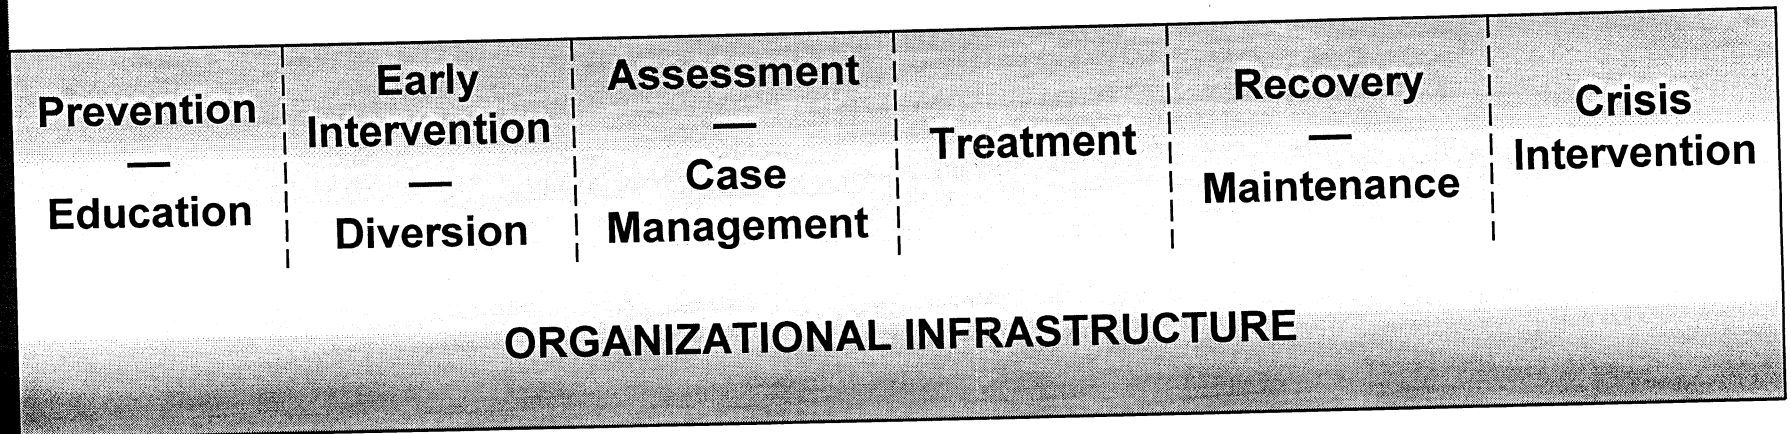 Prevention
—
Education
Early
Intervention
—
Diversion
Assessment
—
Case
Management
Treatment
Recovery
—
Maintenance
Crisis
Intervention
ORGANIZATIONAL INFRASTRUCTURE